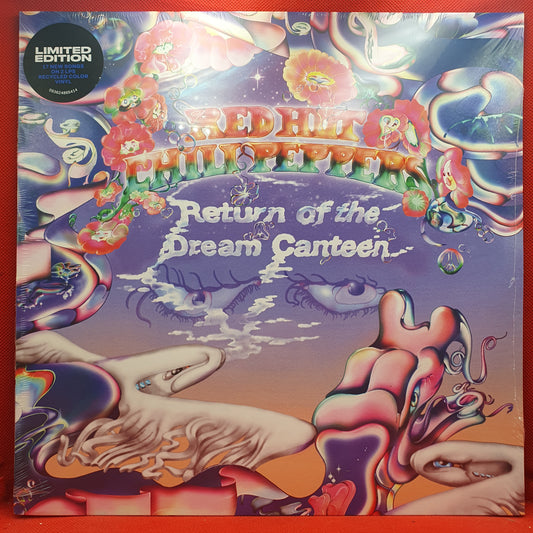 LIMITED
EDITION
17 NEW SONGS
ON 2 LPS
RECYCLED COLOR
VINYL
RED HOT
CHILI PEPPERS
Return of the
Dream Canteen